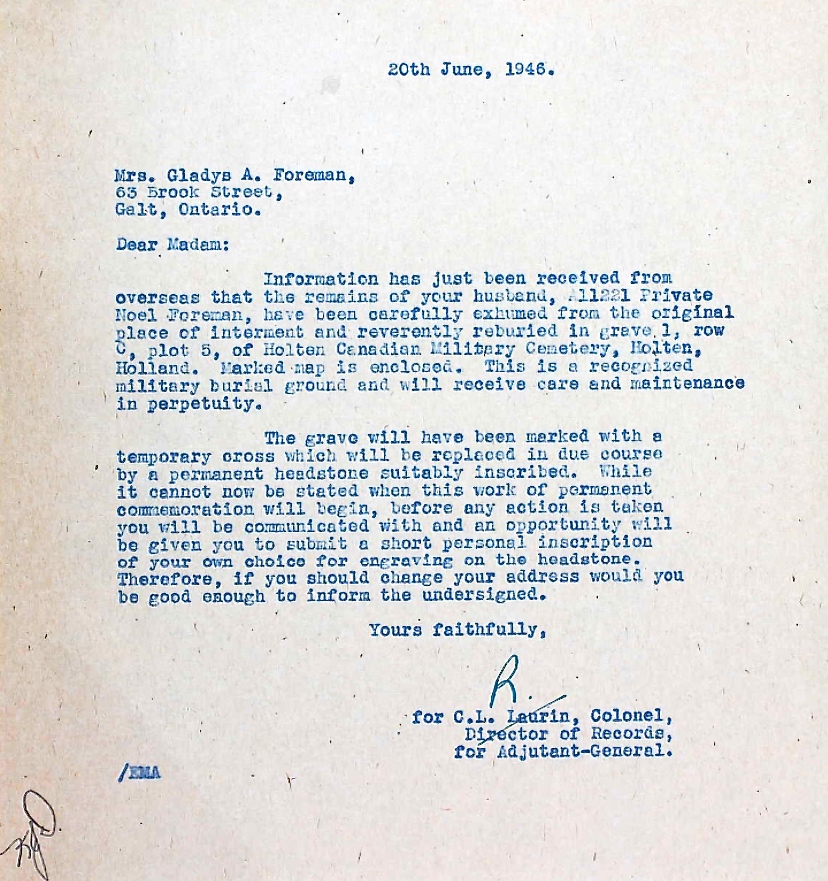 20th June, 1946.
Mrs. Gladys A. Foreman,
63 Brook Street,
Galt, Ontario.
Dear Madam:
Information has just been received from
overseas that the remains of your husband, A11221 Private
Noel Foreman, have been carefully exhumed from the original
place of interment and reverently reburied in grave 1, row
C, plot 5, of Holten Canadian Military Cemetery, Holten,
Holland. Marked map is enclosed. This is a recognized
military burial ground and will receive care and maintenance
in perpetuity.
The grave will have been marked with a
temporary cross which will be replaced in due course
by a permanent headstone suitably inscribed. While
it cannot now be stated when this work of permanent
commemoration will begin, before any action is taken
you will be communicated with and an opportunity will
be given you to submit a short personal inscription
of your own choice for engraving on the headstone.
Therefore, if you should change your address would you
be good enough to inform the undersigned.
Yours faithfully,
R.
for C.L. Laurin, Colonel,
Director of Records,
for Adjutant-General.
/EMA